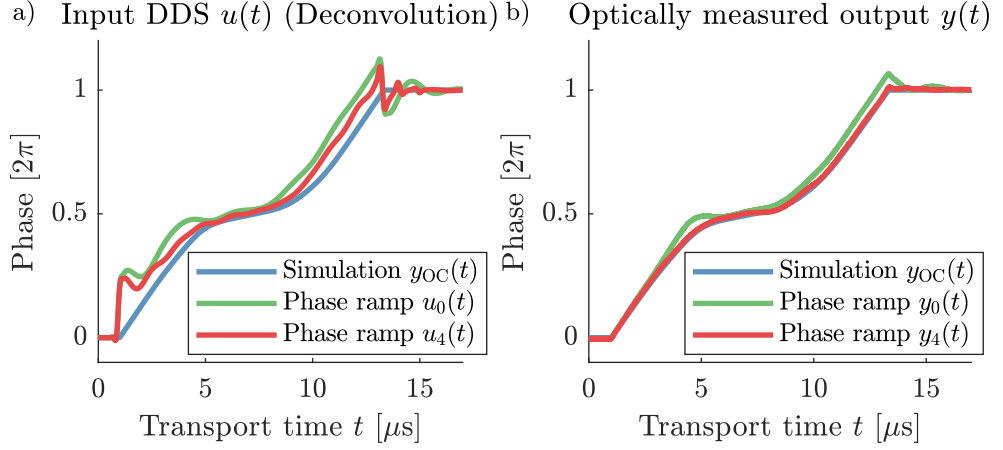 a) Input DDS u(t) (Deconvolution)
Phase [2π]
1
0.5
0
Simulation y_OC(t)
Phase ramp u_0(t)
Phase ramp u_4(t)
0 5 10 15
Transport time t [μs]
b) Optically measured output y(t)
Phase [2π]
1
0.5
0
Simulation y_OC(t)
Phase ramp y_0(t)
Phase ramp y_4(t)
0 5 10 15
Transport time t [μs]